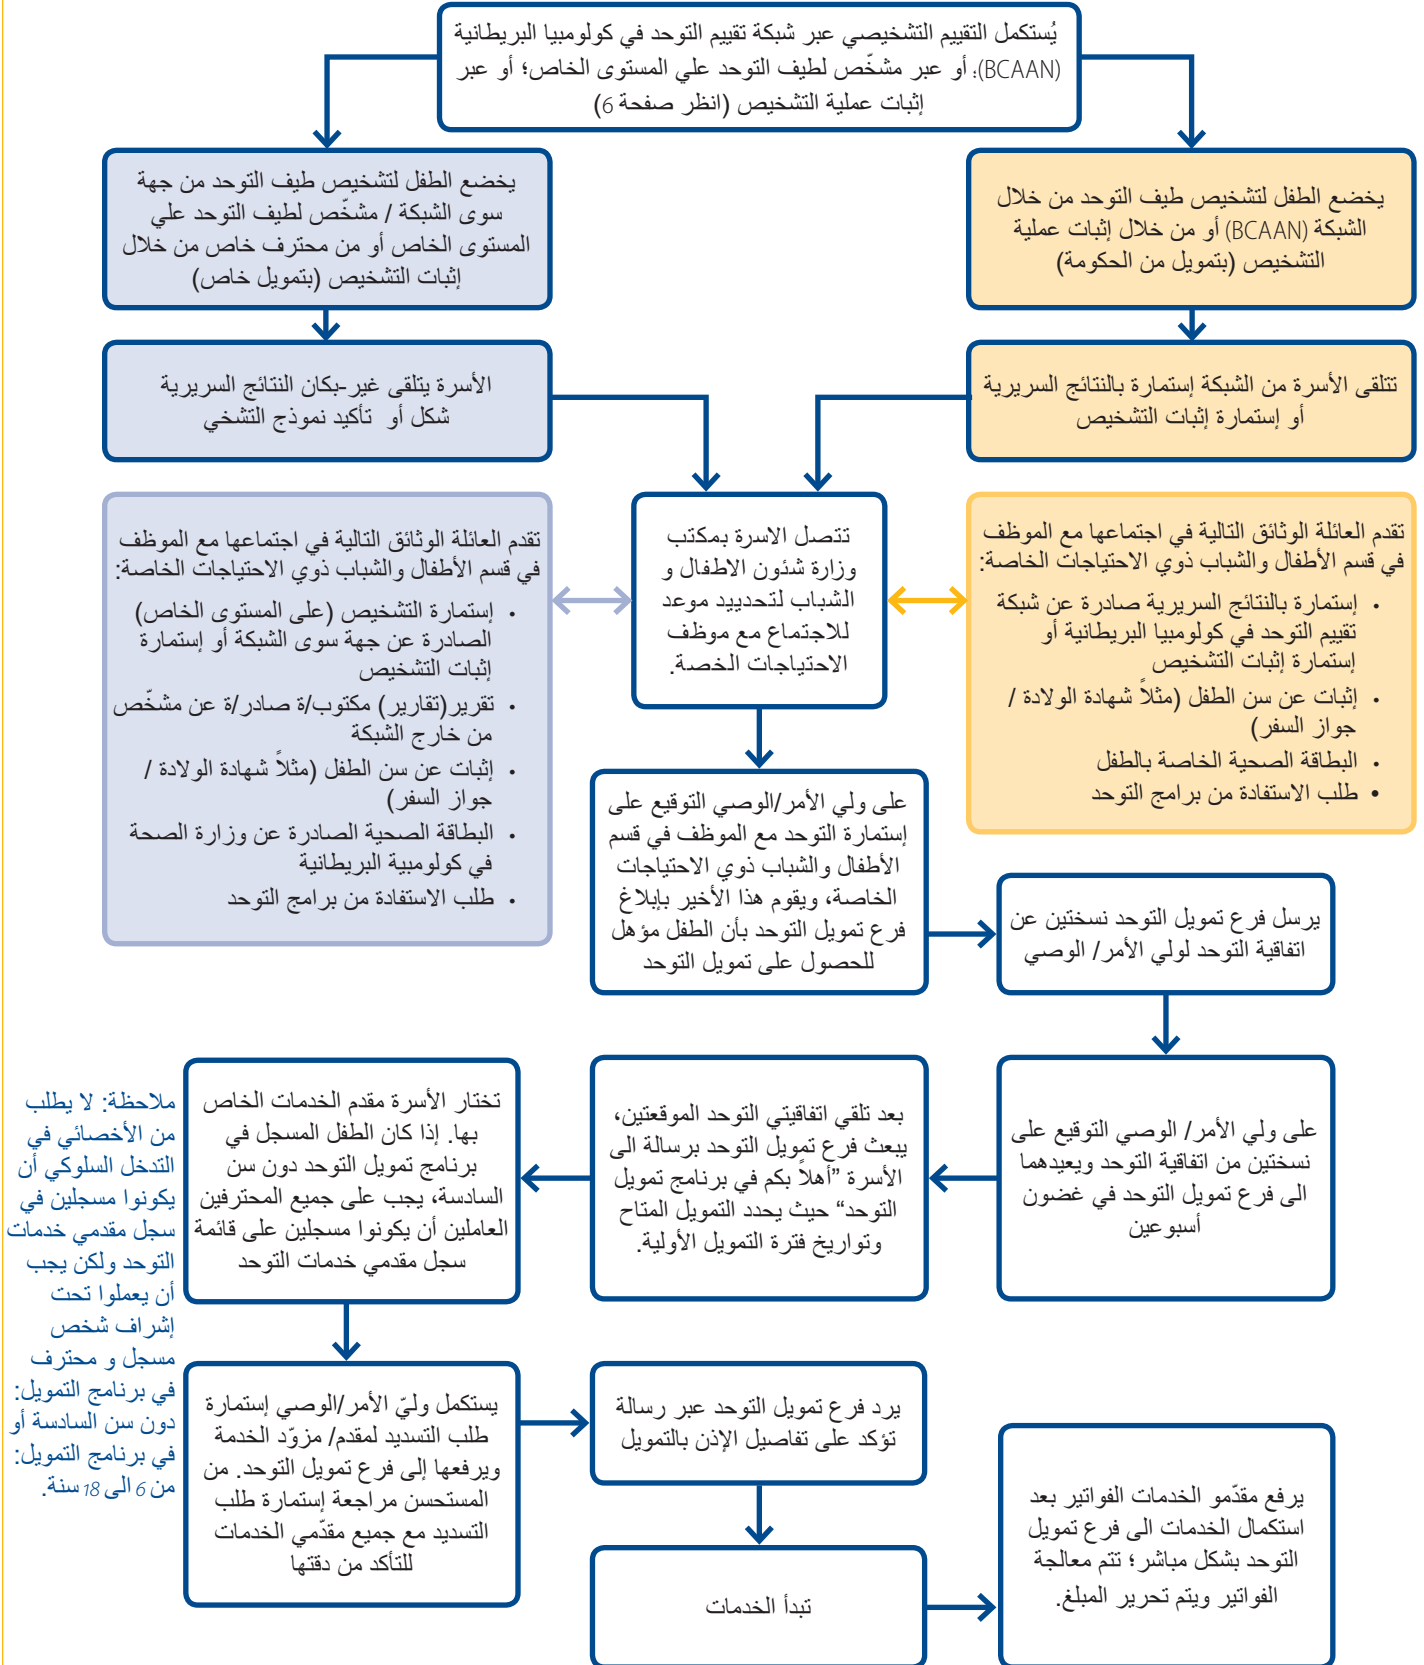 يُستكمل التقييم التشخيصي عبر شبكة تقييم التوحد في كولومبيا البريطانية
(BCAAN)؛ أو عبر مشخّص لطيف التوحد علي المستوى الخاص؛ أو عبر
إثبات عملية التشخيص (انظر صفحة 6)
يخضع الطفل لتشخيص طيف التوحد من خلال
الشبكة (BCAAN) أو من خلال إثبات عملية
التشخيص (بتمويل من الحكومة)
يخضع الطفل لتشخيص طيف التوحد من جهة
سوى الشبكة / مشخّص لطيف التوحد علي
المستوى الخاص أو من محترف خاص من خلال
إثبات التشخيص (بتمويل خاص)
تتلقى الأسرة من الشبكة إستمارة بالنتائج السريرية
أو إستمارة إثبات التشخيص
الأسرة يتلقى غير-بكان النتائج السريرية
شكل أو تأكيد نموذج التشخي
تقدم العائلة الوثائق التالية في اجتماعها مع الموظف
في قسم الأطفال والشباب ذوي الاحتياجات الخاصة:
• إستمارة بالنتائج السريرية صادرة عن شبكة
تقييم التوحد في كولومبيا البريطانية أو
إستمارة إثبات التشخيص
• إثبات عن سن الطفل (مثلاً شهادة الولادة /
جواز السفر)
• البطاقة الصحية الخاصة بالطفل
• طلب الاستفادة من برامج التوحد
تتصل الاسرة بمكتب
وزارة شئون الاطفال و
الشباب لتحدييد موعد
للاجتماع مع موظف
الاحتياجات الخصة.
تقدم العائلة الوثائق التالية في اجتماعها مع الموظف
في قسم الأطفال والشباب ذوي الاحتياجات الخاصة:
• إستمارة التشخيص (على المستوى الخاص)
الصادرة عن جهة سوى الشبكة أو إستمارة
إثبات التشخيص
• تقرير(تقارير) مكتوب/ة صادر/ة عن مشخّص
من خارج الشبكة
• إثبات عن سن الطفل (مثلاً شهادة الولادة /
جواز السفر)
• البطاقة الصحية الصادرة عن وزارة الصحة
في كولومبية البريطانية
• طلب الاستفادة من برامج التوحد
على ولي الأمر/الوصي التوقيع على
إستمارة التوحد مع الموظف في قسم
الأطفال والشباب ذوي الاحتياجات
الخاصة، ويقوم هذا الأخير بإبلاغ
فرع تمويل التوحد بأن الطفل مؤهل
للحصول على تمويل التوحد
يرسل فرع تمويل التوحد نسختين عن
اتفاقية التوحد لولي الأمر/ الوصي
على ولي الأمر/ الوصي التوقيع على
نسختين من اتفاقية التوحد ويعيدهما
الى فرع تمويل التوحد في غضون
أسبوعين
بعد تلقي اتفاقيتي التوحد الموقعتين،
يبعث فرع تمويل التوحد برسالة الى
الأسرة “أهلاً بكم في برنامج تمويل
التوحد“ حيث يحدد التمويل المتاح
وتواريخ فترة التمويل الأولية.
تختار الأسرة مقدم الخدمات الخاص
بها. إذا كان الطفل المسجل في
برنامج تمويل التوحد دون سن
السادسة، يجب على جميع المحترفين
العاملين أن يكونوا مسجلين على قائمة
سجل مقدمي خدمات التوحد
ملاحظة: لا يطلب
من الأخصائي في
التدخل السلوكي أن
يكونوا مسجلين في
سجل مقدمي خدمات
التوحد ولكن يجب
أن يعملوا تحت
إشراف شخص
مسجل و محترف
في برنامج التمويل:
دون سن السادسة أو
في برنامج التمويل:
من 6 الى 18 سنة.
يستكمل وليّ الأمر/الوصي إستمارة
طلب التسديد لمقدم/ مزوّد الخدمة
ويرفعها إلى فرع تمويل التوحد. من
المستحسن مراجعة إستمارة طلب
التسديد مع جميع مقدّمي الخدمات
للتأكد من دقتها
يرد فرع تمويل التوحد عبر رسالة
تؤكد على تفاصيل الإذن بالتمويل
تبدأ الخدمات
يرفع مقدّمو الخدمات الفواتير بعد
استكمال الخدمات الى فرع تمويل
التوحد بشكل مباشر؛ تتم معالجة
الفواتير ويتم تحرير المبلغ.